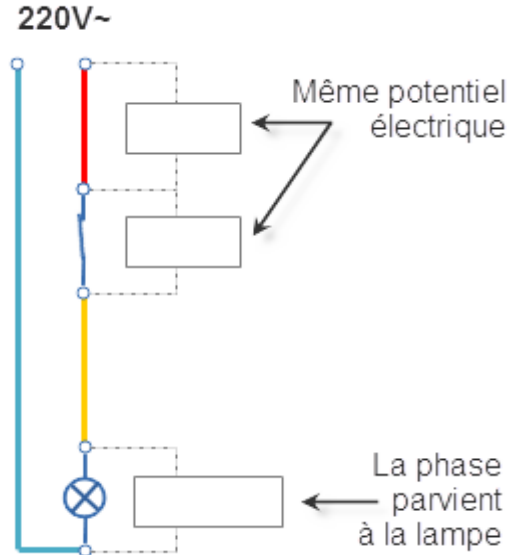 220V~
Même potentiel
électrique
La phase
parvient
à la lampe